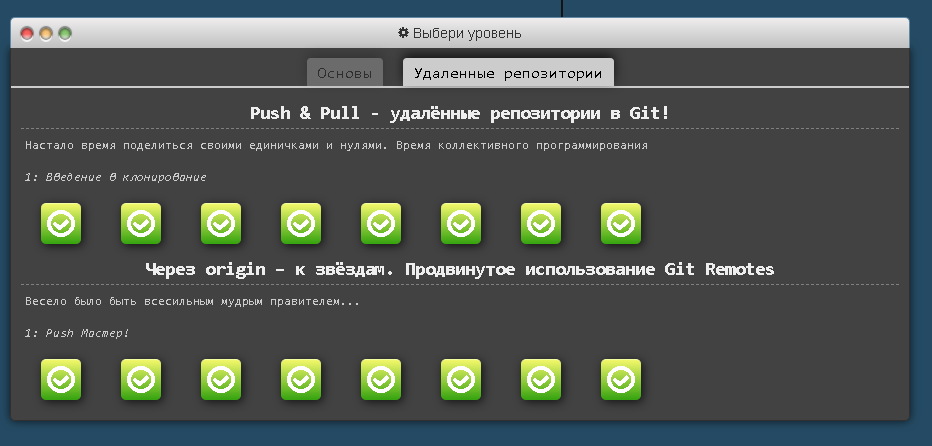 Выбери уровень
Основы
Удаленные репозитории
Push & Pull - удалённые репозитории в Git!
Настало время поделиться своими единичками и нулями. Время коллективного программирования
1: Введение в клонирование
Через origin – к звёздам. Продвинутое использование Git Remotes
Весело было быть всесильным мудрым правителем...
1: Push Мастер!